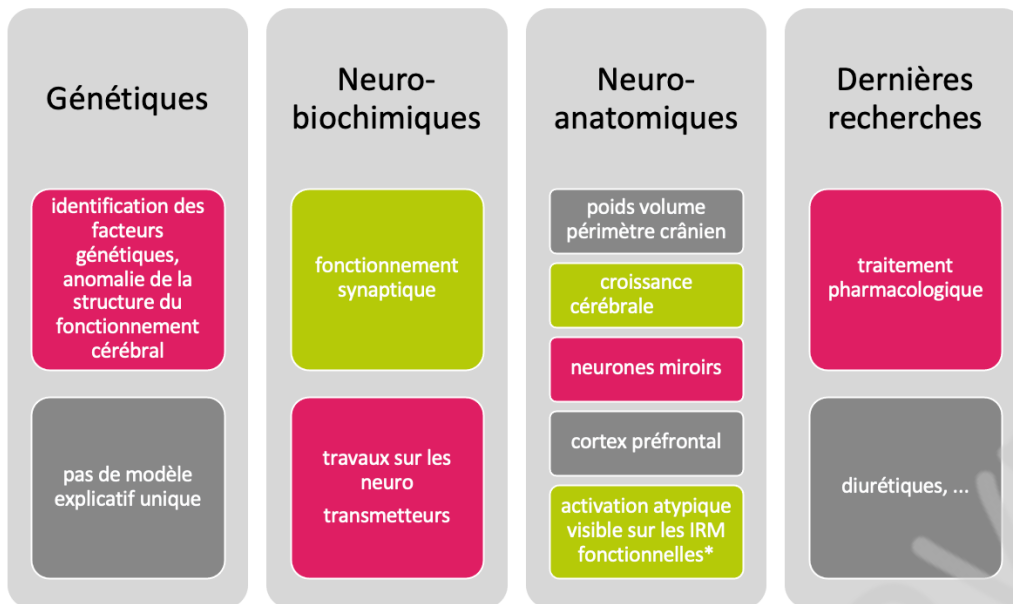 Génétiques
identification des
facteurs
génétiques,
anomalie de la
structure du
fonctionnement
cérébral
pas de modèle
explicatif unique
Neuro-
biochimiques
fonctionnement
synaptique
travaux sur les
neuro
transmetteurs
Neuro-
anatomiques
poids volume
périmètre crânien
croissance
cérébrale
neurones miroirs
cortex préfrontal
activation atypique
visible sur les IRM
fonctionnelles*
Dernières
recherches
traitement
pharmacologique
diurétiques, ...